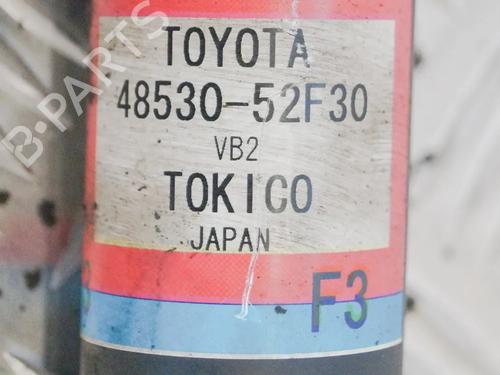 TOYOTA
48530-52F30
VB2
TOKICO
JAPAN
F3
B-PARTS